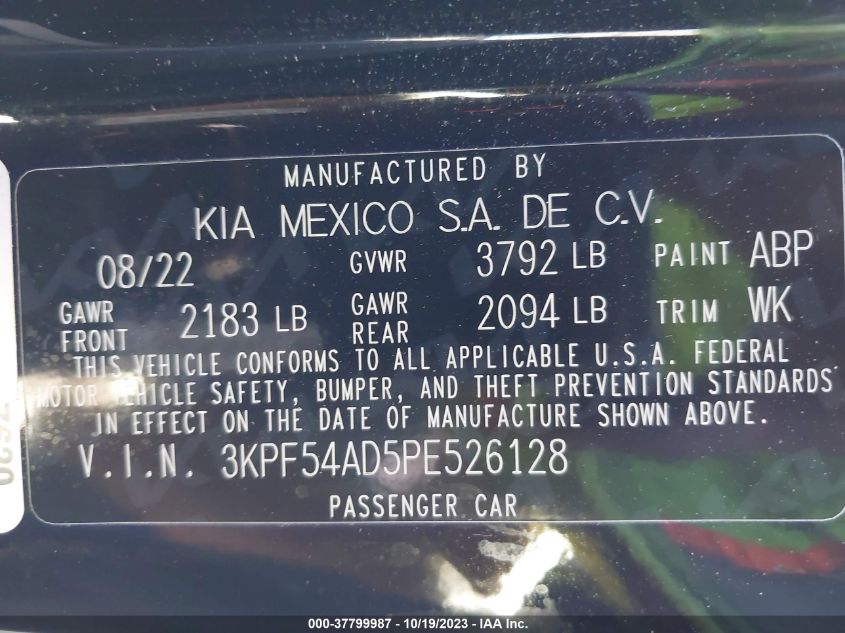 MANUFACTURED BY
KIA MEXICO S.A. DE C.V.
08/22 GVWR 3792 LB PAINT ABP
GAWR FRONT 2183 LB GAWR REAR 2094 LB TRIM WK
THIS VEHICLE CONFORMS TO ALL APPLICABLE U.S.A. FEDERAL
MOTOR VEHICLE SAFETY, BUMPER, AND THEFT PREVENTION STANDARDS
IN EFFECT ON THE DATE OF MANUFACTURE SHOWN ABOVE.
V.I.N. 3KPF54AD5PE526128
PASSENGER CAR
000-37799987 - 10/19/2023 - IAA Inc.